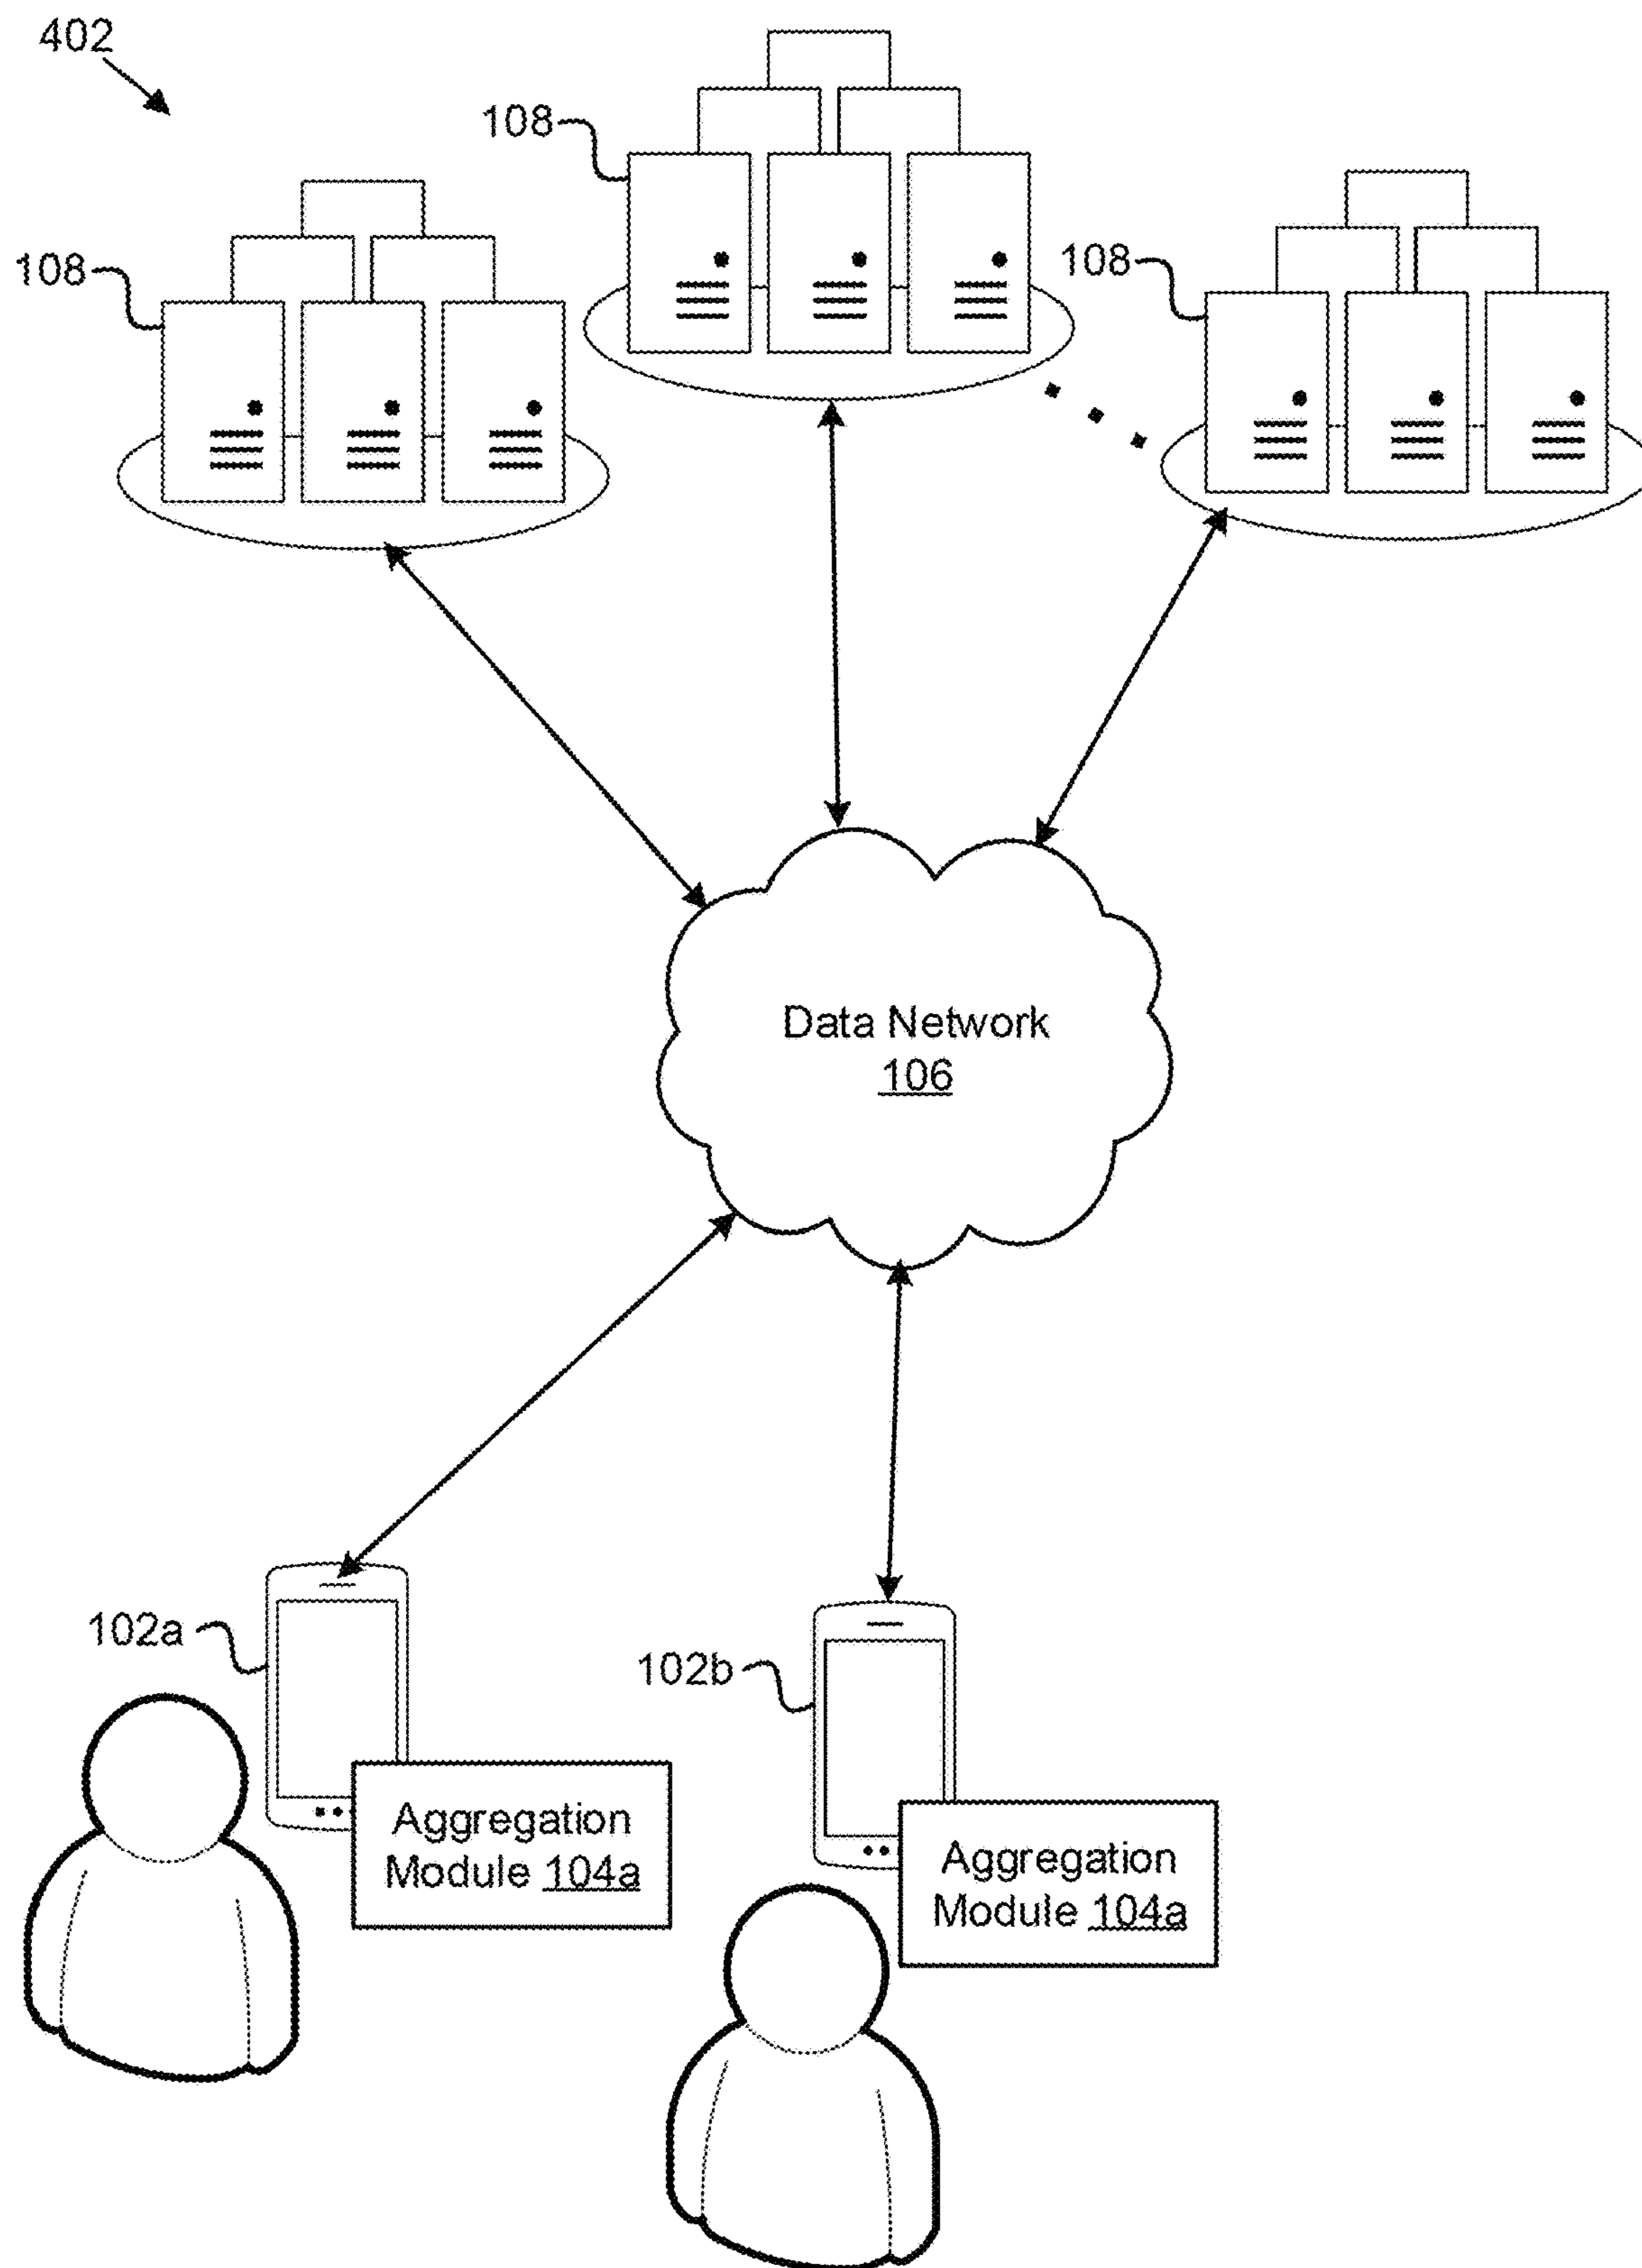 402
108
108
108
Data Network
106
102a
102b
Aggregation
Module 104a
Aggregation
Module 104a